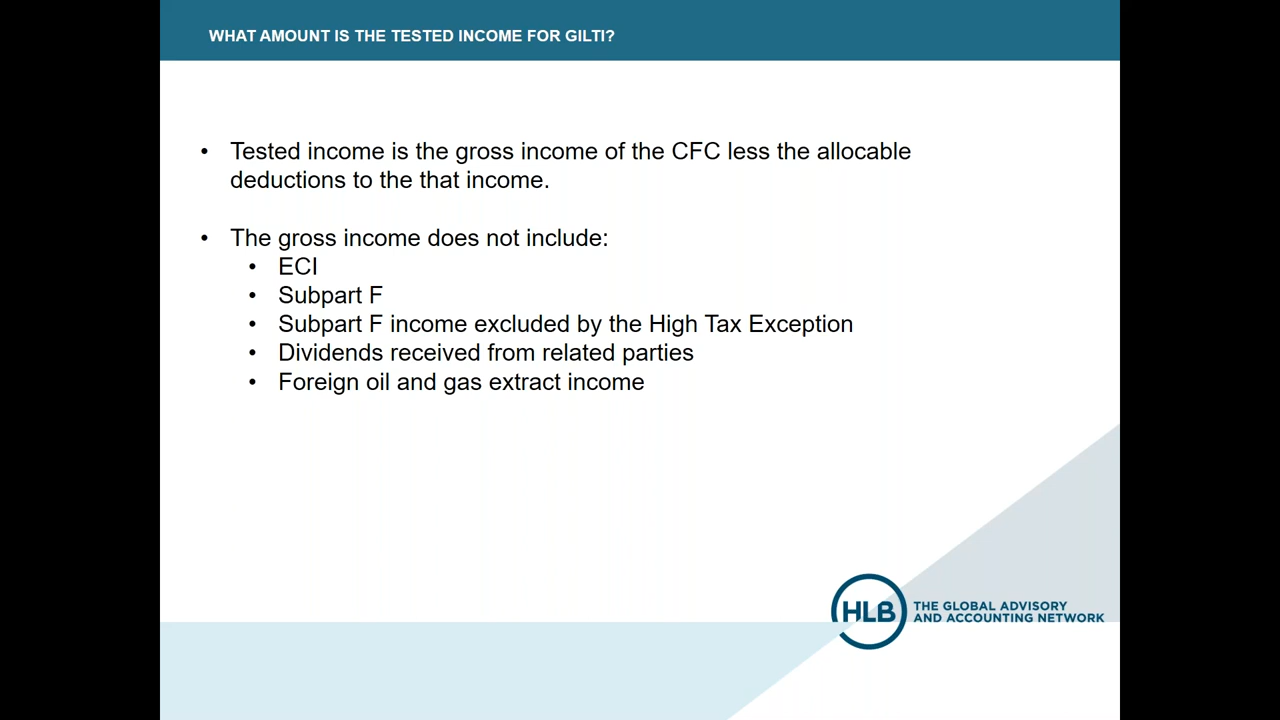 WHAT AMOUNT IS THE TESTED INCOME FOR GILTI?
• Tested income is the gross income of the CFC less the allocable
deductions to the that income.
• The gross income does not include:
• ECI
• Subpart F
• Subpart F income excluded by the High Tax Exception
• Dividends received from related parties
• Foreign oil and gas extract income
HLB
THE GLOBAL ADVISORY
AND ACCOUNTING NETWORK